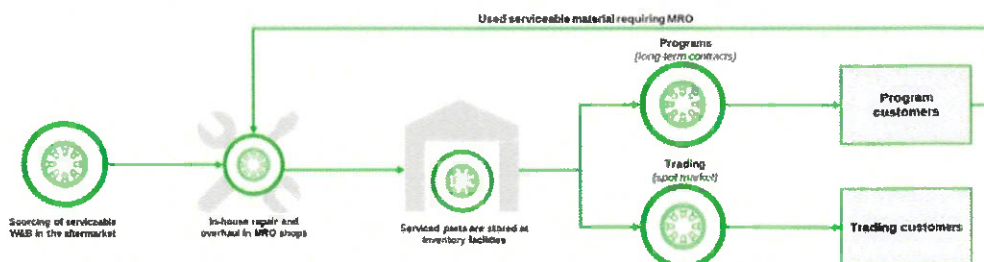 Used serviceable material requiring MRO
Programs
(long-term contracts)
Program
customers
Trading
(spot market)
Sourcing of serviceable
W&B in the aftermarket
In-house repair and
overhaul in MRO shops
Serviced parts are stored at
inventory facilities
Trading customers